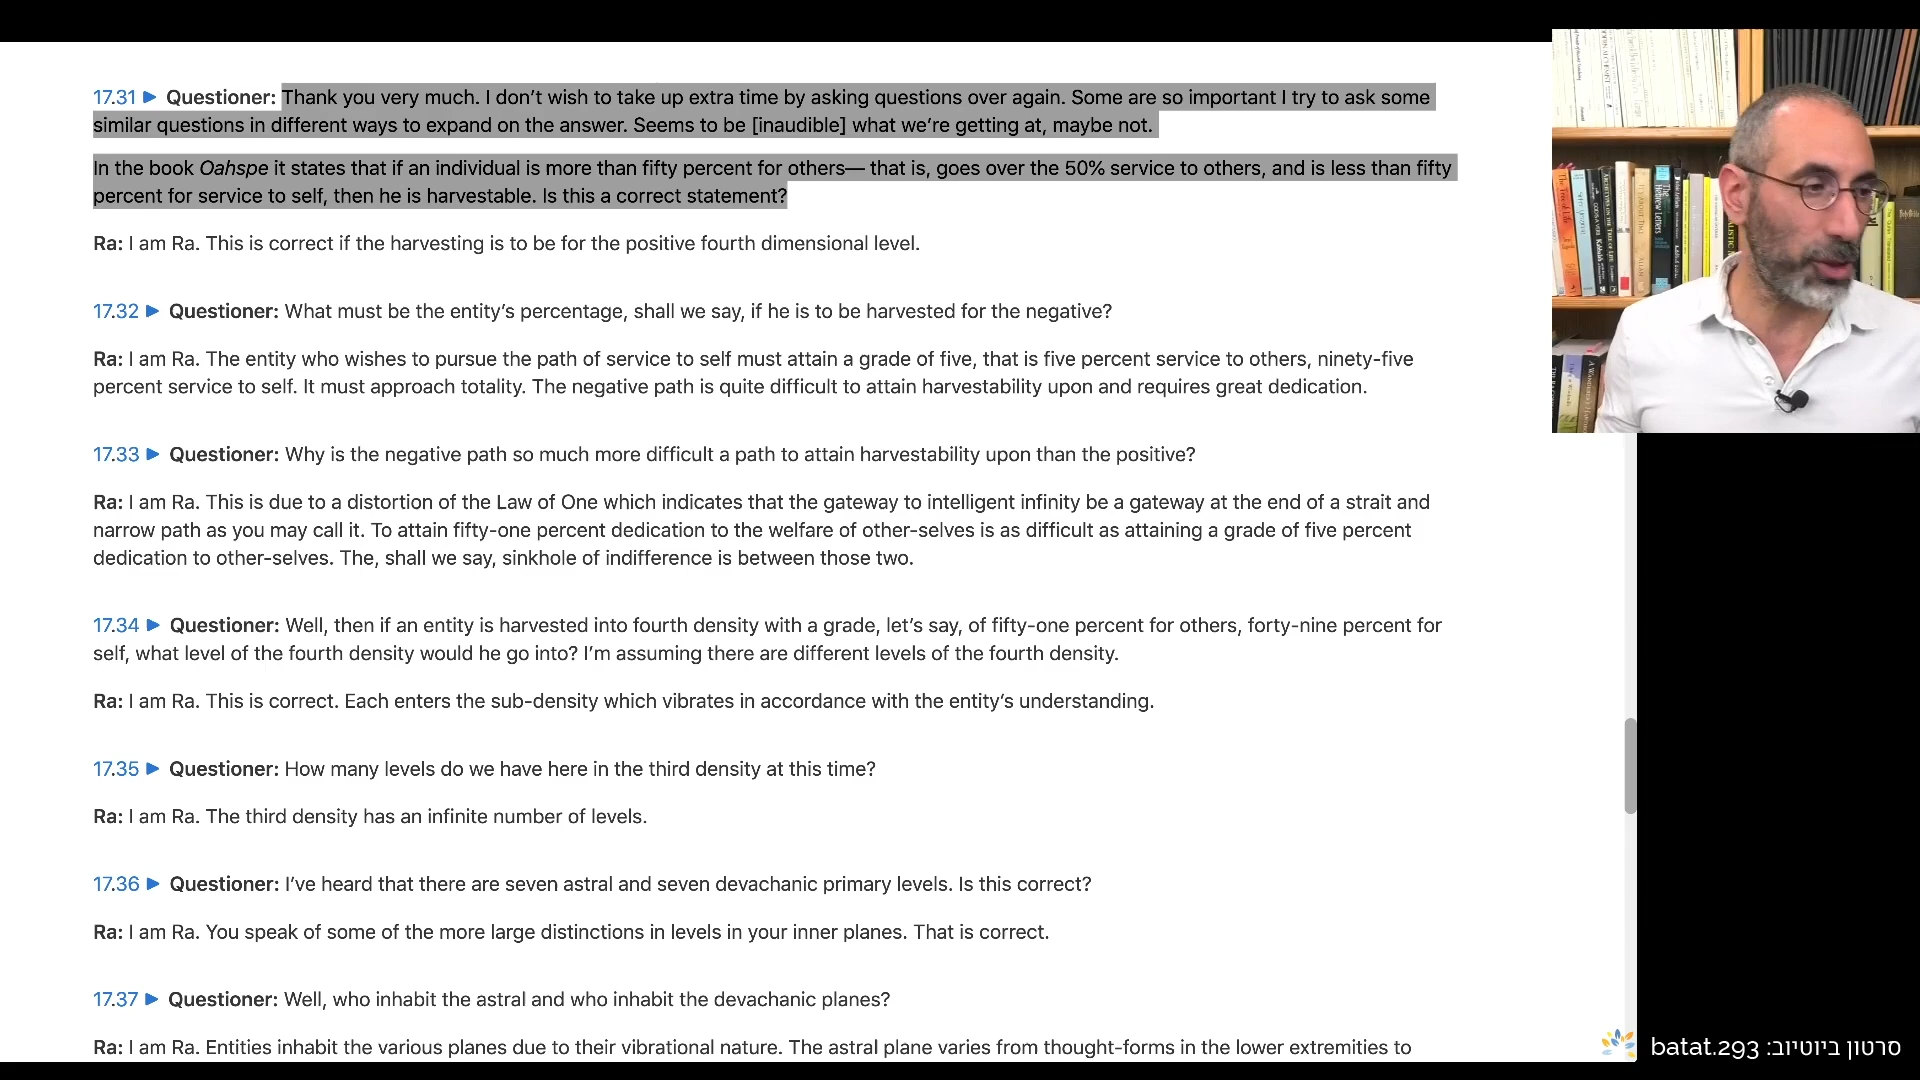 17.31 ► Questioner: Thank you very much. I don’t wish to take up extra time by asking questions over again. Some are so important I try to ask some
similar questions in different ways to expand on the answer. Seems to be [inaudible] what we’re getting at, maybe not.
In the book Oahspe it states that if an individual is more than fifty percent for others— that is, goes over the 50% service to others, and is less than fifty
percent for service to self, then he is harvestable. Is this a correct statement?
Ra: I am Ra. This is correct if the harvesting is to be for the positive fourth dimensional level.
17.32 ► Questioner: What must be the entity’s percentage, shall we say, if he is to be harvested for the negative?
Ra: I am Ra. The entity who wishes to pursue the path of service to self must attain a grade of five, that is five percent service to others, ninety-five
percent service to self. It must approach totality. The negative path is quite difficult to attain harvestability upon and requires great dedication.
17.33 ► Questioner: Why is the negative path so much more difficult a path to attain harvestability upon than the positive?
Ra: I am Ra. This is due to a distortion of the Law of One which indicates that the gateway to intelligent infinity be a gateway at the end of a strait and
narrow path as you may call it. To attain fifty-one percent dedication to the welfare of other-selves is as difficult as attaining a grade of five percent
dedication to other-selves. The, shall we say, sinkhole of indifference is between those two.
17.34 ► Questioner: Well, then if an entity is harvested into fourth density with a grade, let’s say, of fifty-one percent for others, forty-nine percent for
self, what level of the fourth density would he go into? I’m assuming there are different levels of the fourth density.
Ra: I am Ra. This is correct. Each enters the sub-density which vibrates in accordance with the entity’s understanding.
17.35 ► Questioner: How many levels do we have here in the third density at this time?
Ra: I am Ra. The third density has an infinite number of levels.
17.36 ► Questioner: I’ve heard that there are seven astral and seven devachanic primary levels. Is this correct?
Ra: I am Ra. You speak of some of the more large distinctions in levels in your inner planes. That is correct.
17.37 ► Questioner: Well, who inhabit the astral and who inhabit the devachanic planes?
Ra: I am Ra. Entities inhabit the various planes due to their vibrational nature. The astral plane varies from thought-forms in the lower extremities to
סרטון ביוטיוב: batat.293